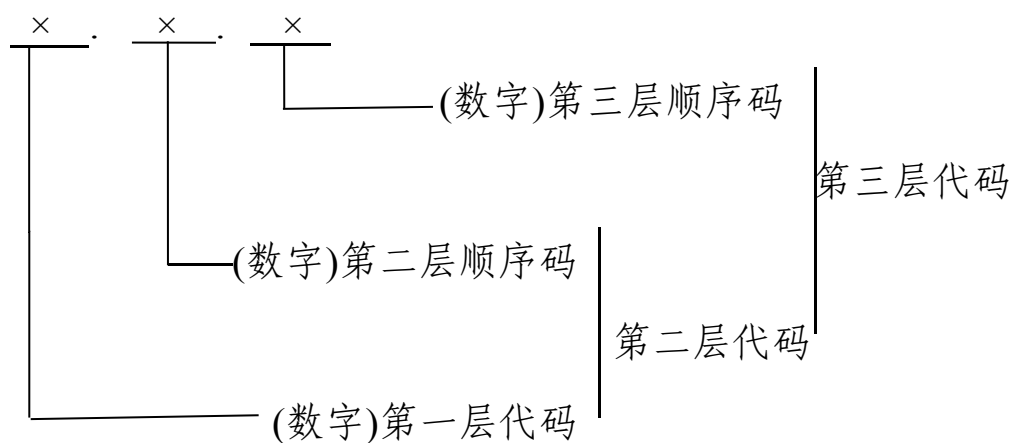 × . × . ×
(数字)第三层顺序码
第三层代码
(数字)第二层顺序码
第二层代码
(数字)第一层代码